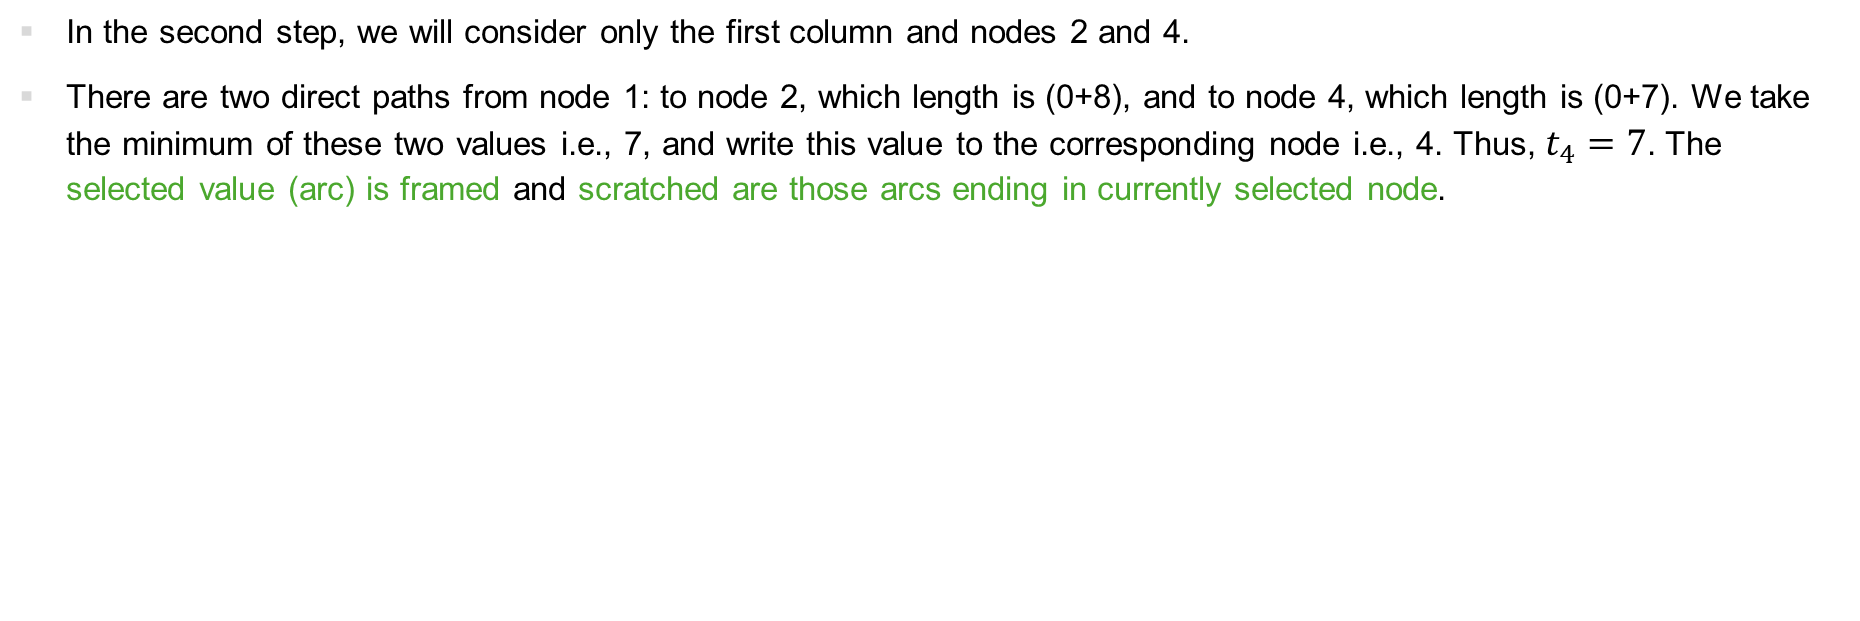 In the second step, we will consider only the first column and nodes 2 and 4.
There are two direct paths from node 1: to node 2, which length is (0+8), and to node 4, which length is (0+7). We take
the minimum of these two values i.e., 7, and write this value to the corresponding node i.e., 4. Thus, t₄ = 7. The
selected value (arc) is framed and scratched are those arcs ending in currently selected node.